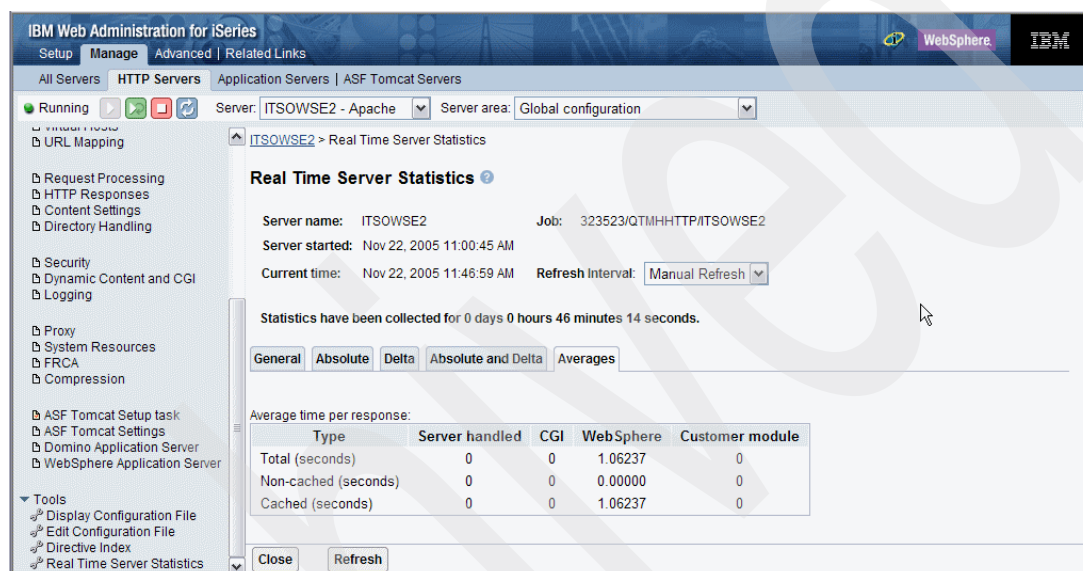 IBM Web Administration for iSeries
Setup Manage Advanced | Related Links
WebSphere.
IBM
All Servers HTTP Servers Application Servers | ASF Tomcat Servers
Running Server: ITSOWSE2 - Apache Server area: Global configuration
Virtual Hosts
URL Mapping
Request Processing
HTTP Responses
Content Settings
Directory Handling
Security
Dynamic Content and CGI
Logging
Proxy
System Resources
FRCA
Compression
ASF Tomcat Setup task
ASF Tomcat Settings
Domino Application Server
WebSphere Application Server
Tools
Display Configuration File
Edit Configuration File
Directive Index
Real Time Server Statistics
ITSOWSE2 > Real Time Server Statistics
Real Time Server Statistics
Server name: ITSOWSE2 Job: 323523/QTMHHTTP/ITSOWSE2
Server started: Nov 22, 2005 11:00:45 AM
Current time: Nov 22, 2005 11:46:59 AM Refresh Interval: Manual Refresh
Statistics have been collected for 0 days 0 hours 46 minutes 14 seconds.
General Absolute Delta Absolute and Delta Averages
Average time per response:
Type Server handled CGI WebSphere Customer module
Total (seconds) 0 0 1.06237 0
Non-cached (seconds) 0 0 0.00000 0
Cached (seconds) 0 0 1.06237 0
Close Refresh